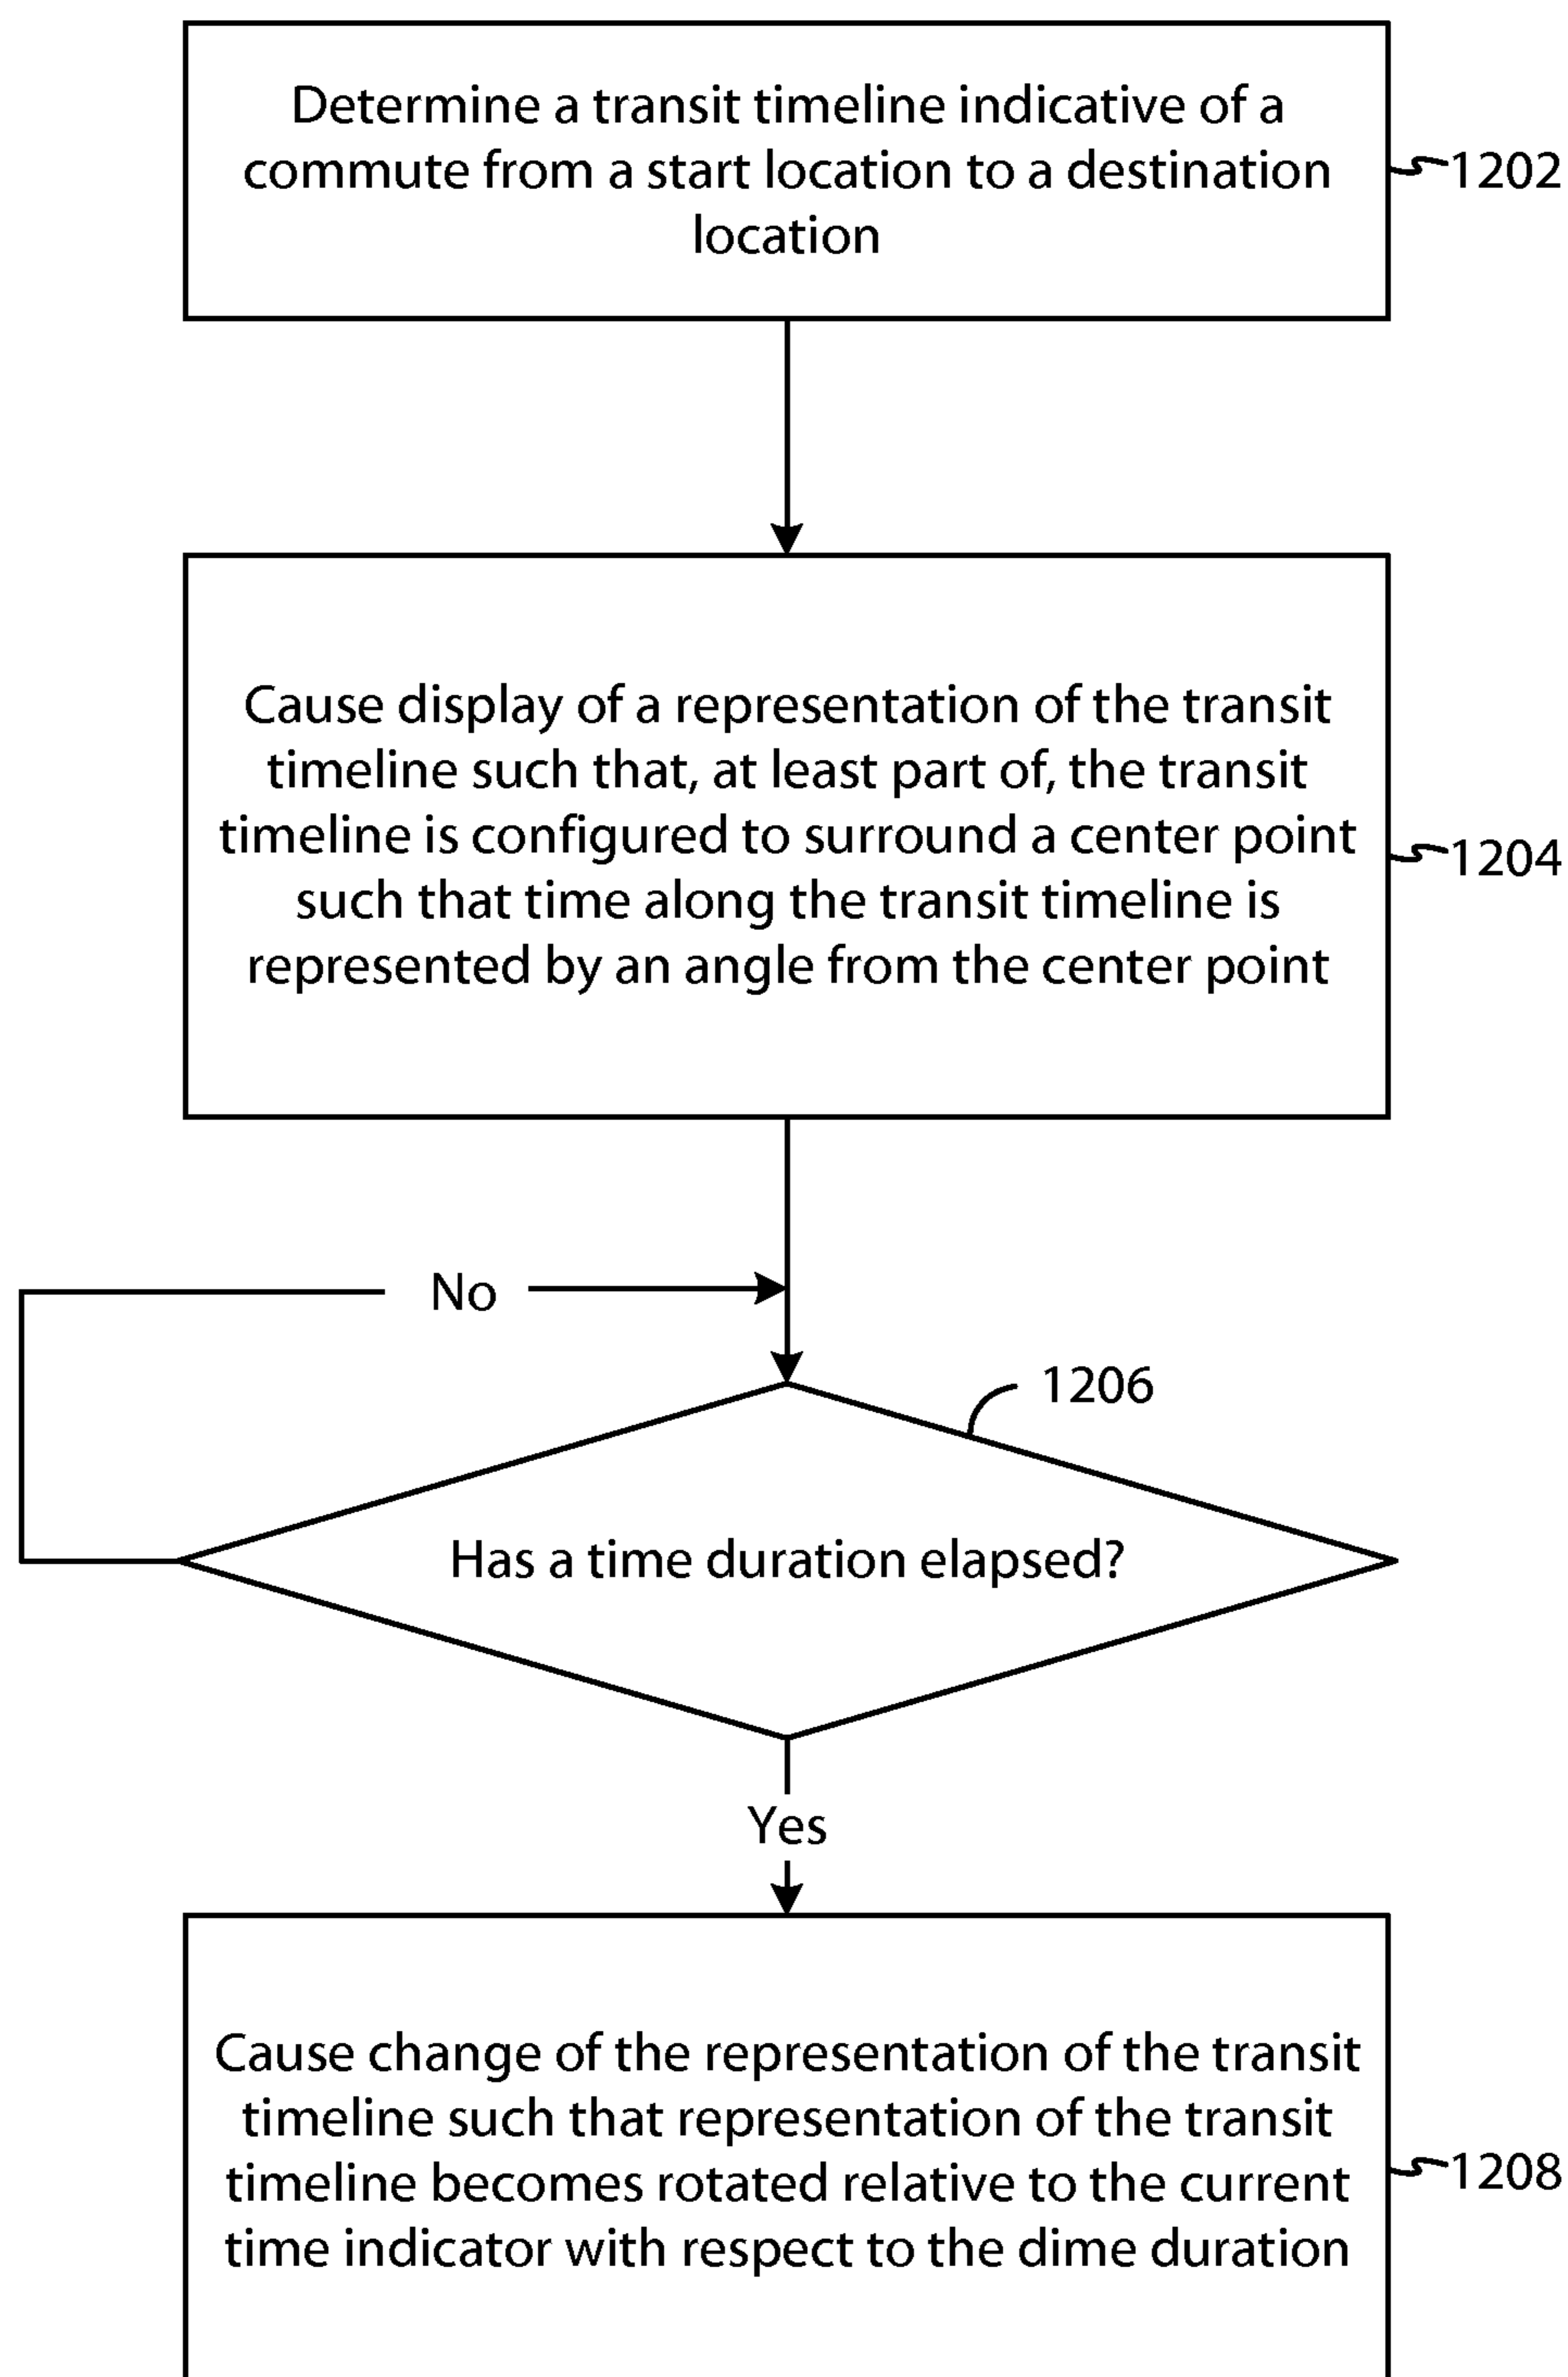 Determine a transit timeline indicative of a
commute from a start location to a destination
location
1202
Cause display of a representation of the transit
timeline such that, at least part of, the transit
timeline is configured to surround a center point
such that time along the transit timeline is
represented by an angle from the center point
1204
No
1206
Has a time duration elapsed?
Yes
Cause change of the representation of the transit
timeline such that representation of the transit
timeline becomes rotated relative to the current
time indicator with respect to the dime duration
1208